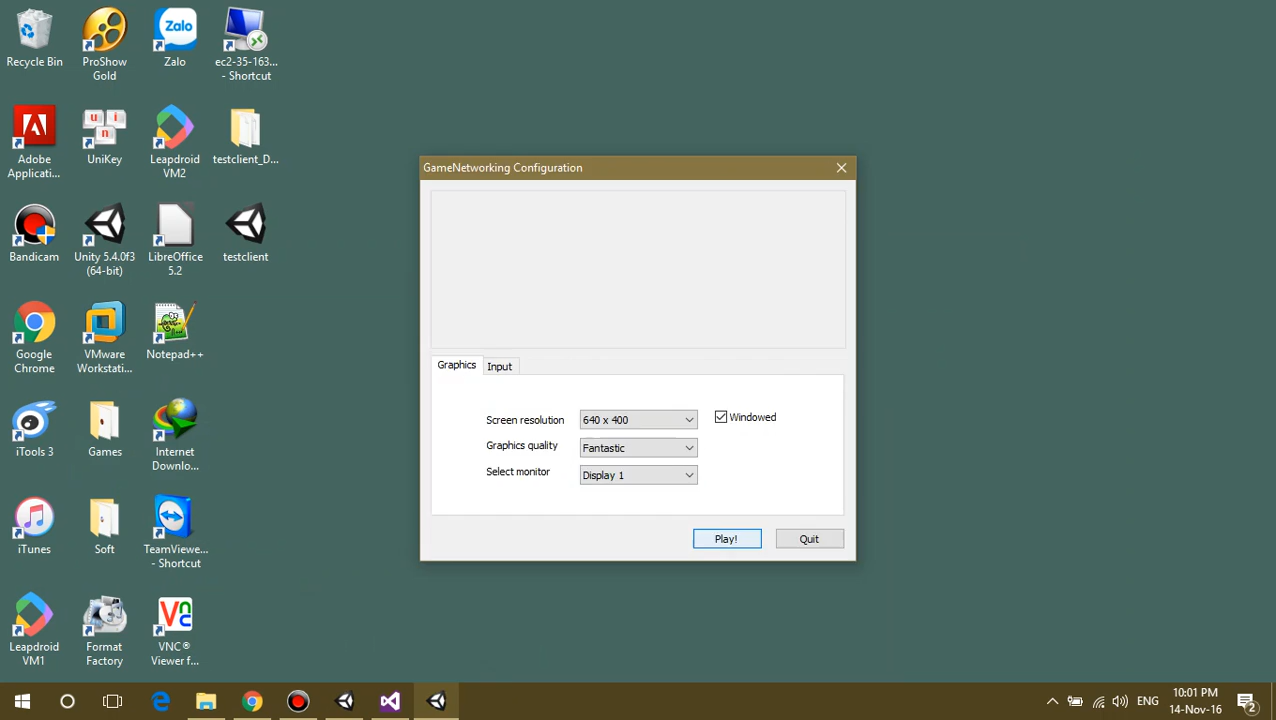 Recycle Bin
ProShow
Gold
Zalo
Zalo
ec2-35-163...
- Shortcut
Adobe
Applicati...
u
n
i
UniKey
Leapdroid
VM2
testclient_D...
Bandicam
Unity 5.4.0f3
(64-bit)
LibreOffice
5.2
testclient
Google
Chrome
VMware
Workstati...
Notepad++
iTools 3
Games
Internet
Downlo...
iTunes
Soft
TeamViewe...
- Shortcut
Leapdroid
VM1
Format
Factory
VNC®
Viewer f...
GameNetworking Configuration
Graphics
Input
Screen resolution
640 x 400
Windowed
Graphics quality
Fantastic
Select monitor
Display 1
Play!
Quit
ENG
10:01 PM
14-Nov-16
2